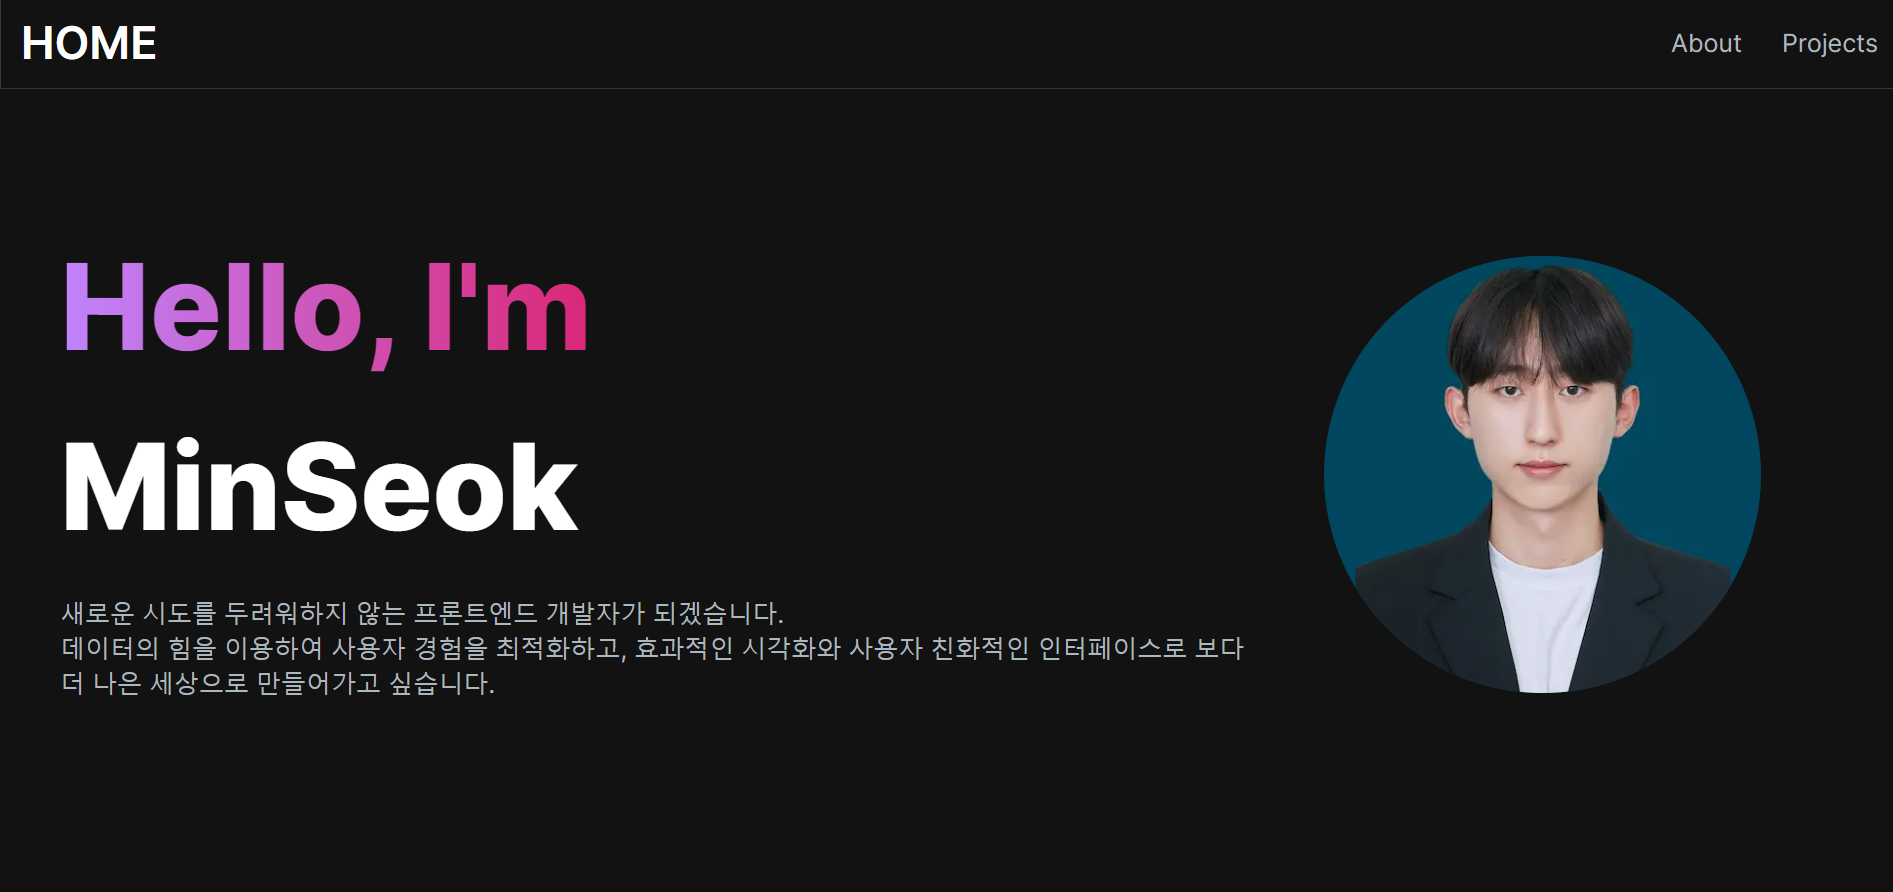 HOME
About
Projects
Hello, I'm
MinSeok
새로운 시도를 두려워하지 않는 프론트엔드 개발자가 되겠습니다.
데이터의 힘을 이용하여 사용자 경험을 최적화하고, 효과적인 시각화와 사용자 친화적인 인터페이스로 보다
더 나은 세상으로 만들어가고 싶습니다.